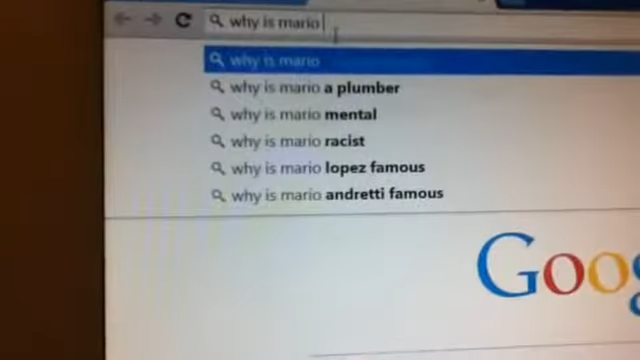 why is mario
why is mario
why is mario a plumber
why is mario mental
why is mario racist
why is mario lopez famous
why is mario andretti famous
Goo